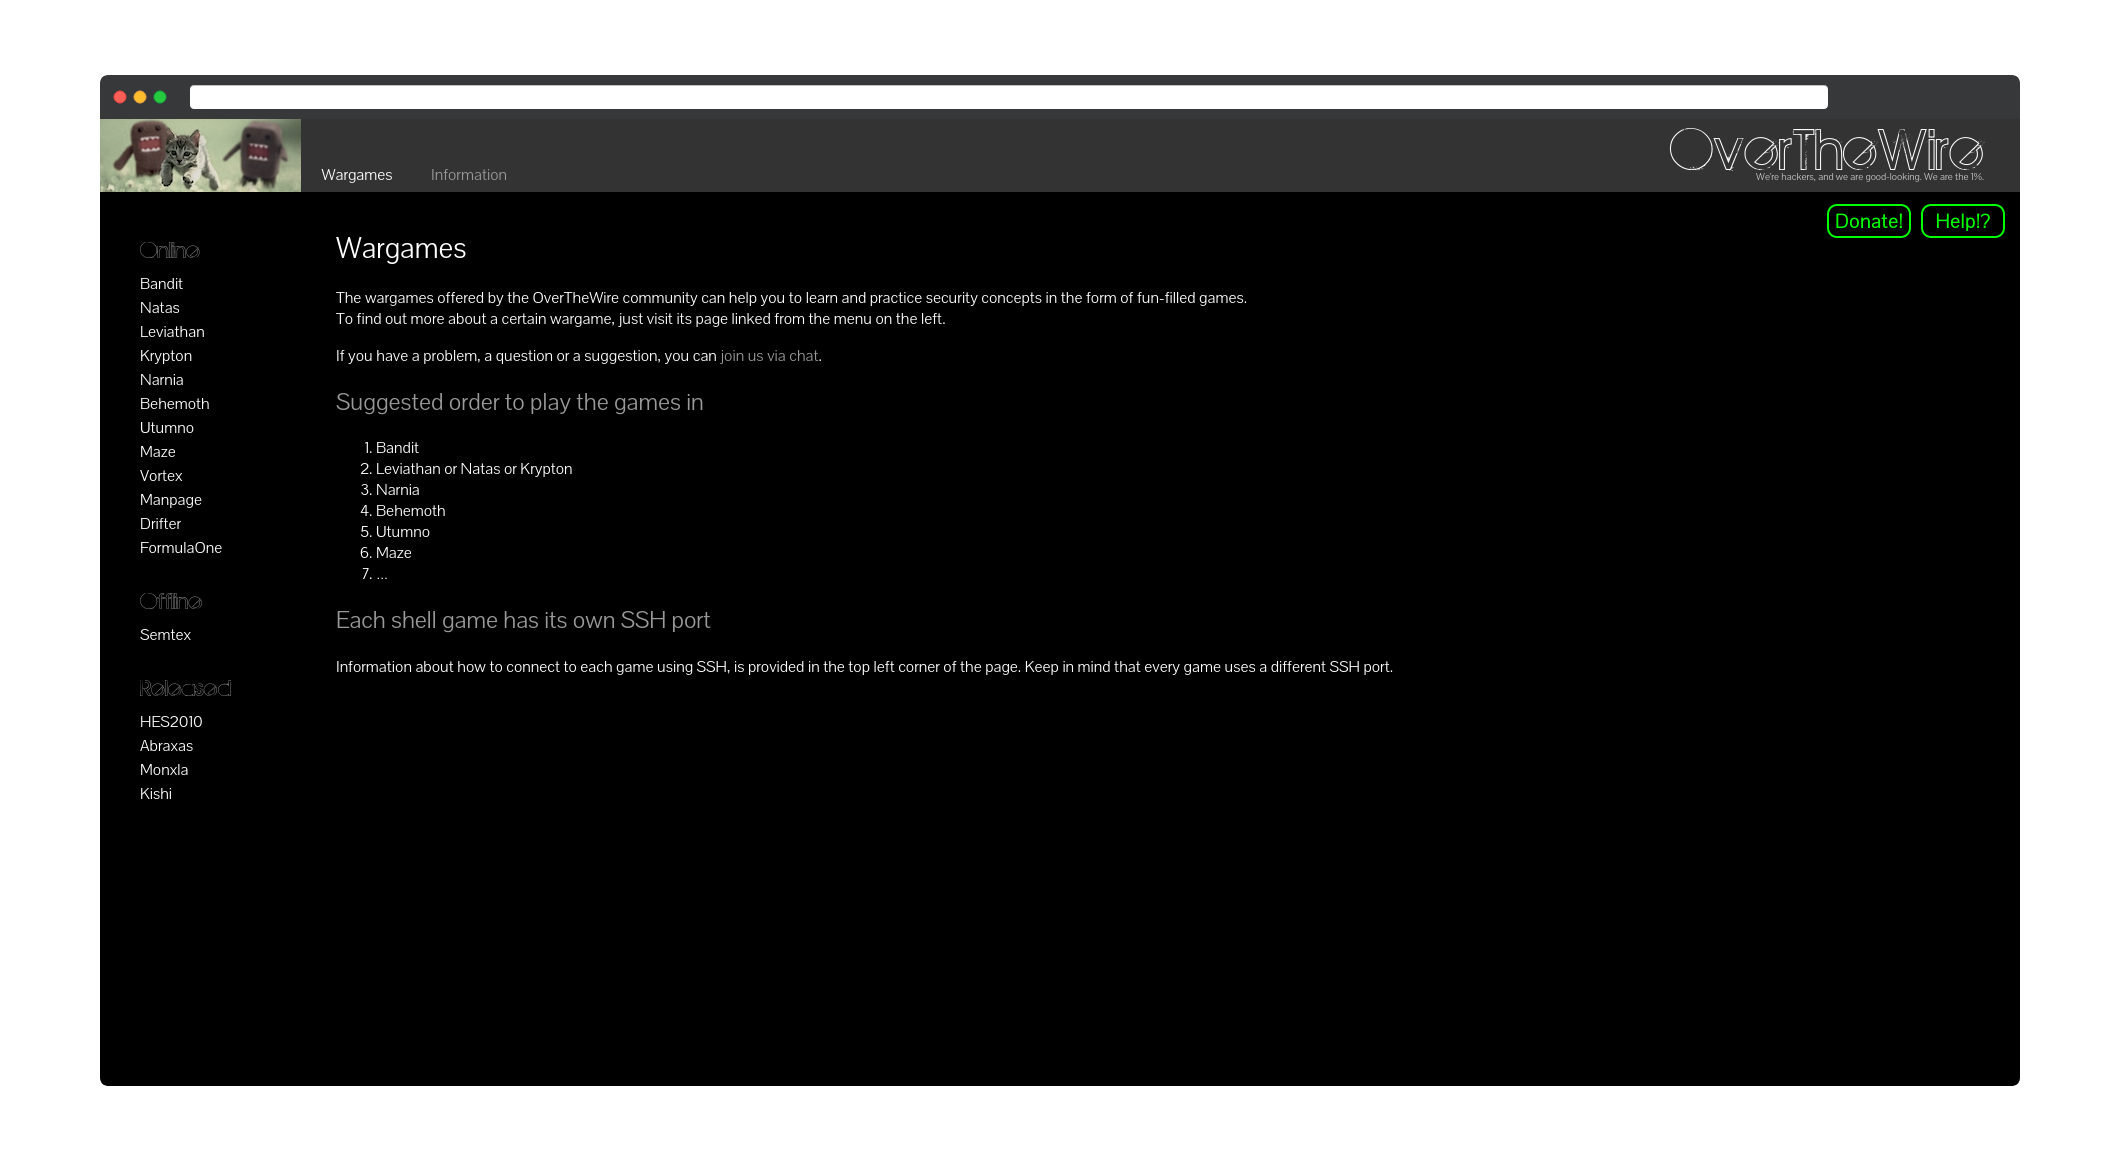 Wargames
Information
OverTheWire
We're hackers, and we are good-looking. We are the 1%.
Donate!
Help!?
Online
Bandit
Natas
Leviathan
Krypton
Narnia
Behemoth
Utumno
Maze
Vortex
Manpage
Drifter
FormulaOne
Offline
Semtex
Released
HES2010
Abraxas
Monxla
Kishi
Wargames
The wargames offered by the OverTheWire community can help you to learn and practice security concepts in the form of fun-filled games.
To find out more about a certain wargame, just visit its page linked from the menu on the left.
If you have a problem, a question or a suggestion, you can join us via chat.
Suggested order to play the games in
1. Bandit
2. Leviathan or Natas or Krypton
3. Narnia
4. Behemoth
5. Utumno
6. Maze
7. ...
Each shell game has its own SSH port
Information about how to connect to each game using SSH, is provided in the top left corner of the page. Keep in mind that every game uses a different SSH port.